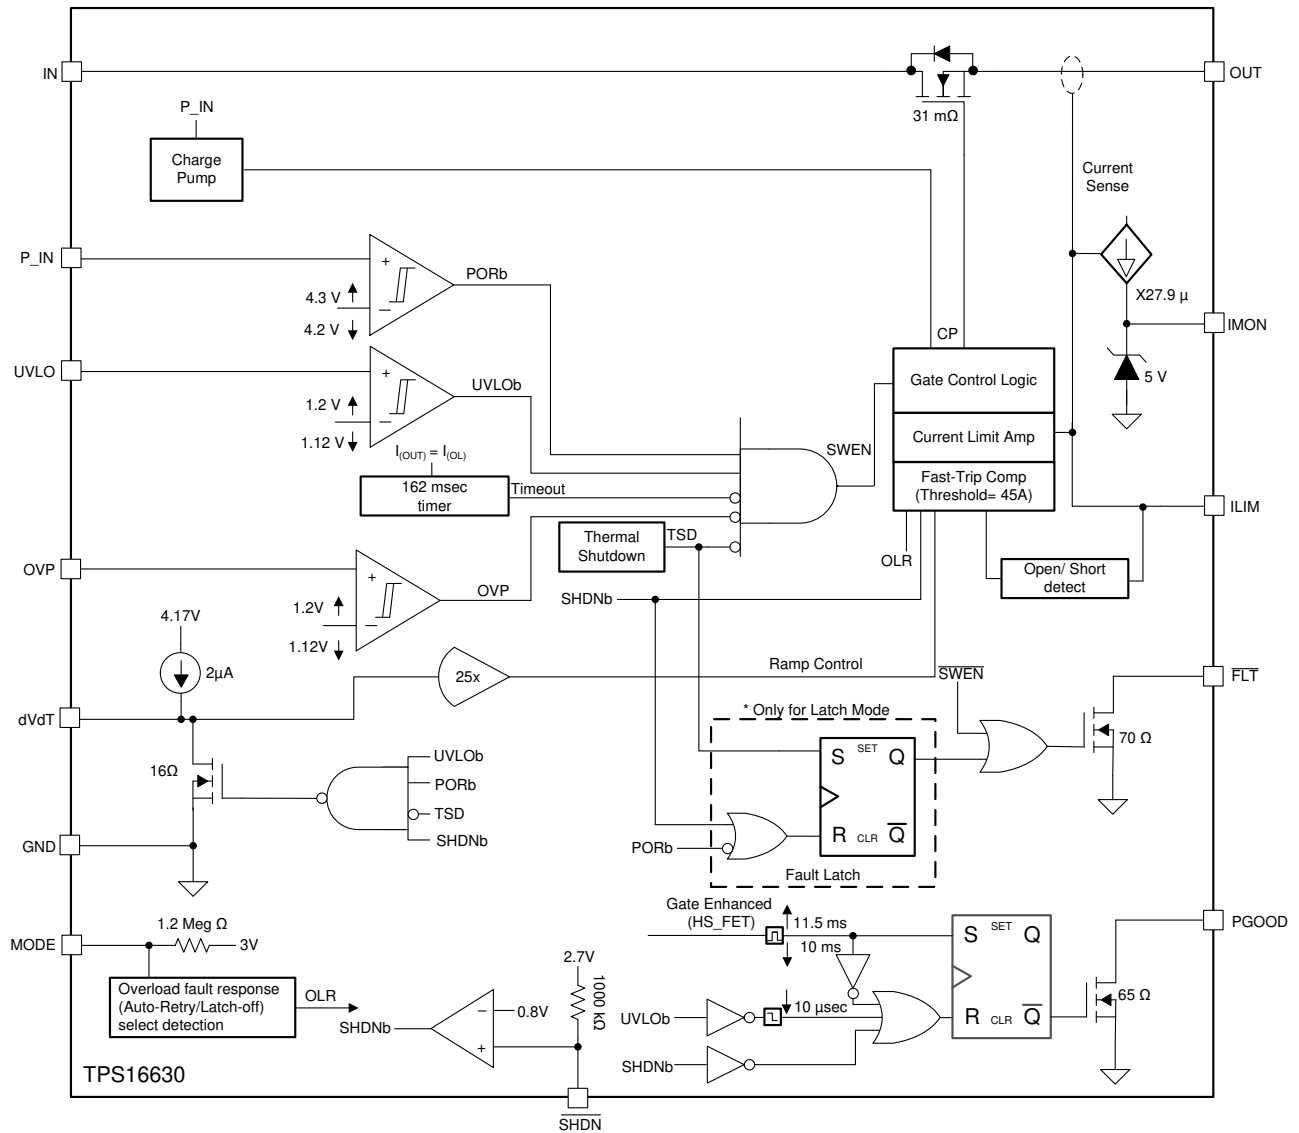 IN
OUT
P_IN
31 mΩ
Charge
Pump
Current
Sense
P_IN
PORb
4.3 V
4.2 V
X27.9 µ
IMON
CP
UVLO
UVLOb
Gate Control Logic
5 V
1.2 V
1.12 V
Current Limit Amp
SWEN
I(OUT) = I(OL)
162 msec
timer
Timeout
Fast-Trip Comp
(Threshold= 45A)
ILIM
Thermal
Shutdown
TSD
OLR
Open/ Short
detect
OVP
OVP
SHDNb
1.2V
1.12V
4.17V
2µA
25x
Ramp Control
SWEN
FLT
dVdT
* Only for Latch Mode
70 Ω
16Ω
UVLOb
PORb
TSD
SHDNb
S
SET
Q
R
CLR
Q
PORb
Fault Latch
GND
Gate Enhanced
(HS_FET)
11.5 ms
10 ms
PGOOD
1.2 Meg Ω
MODE
3V
S
SET
Q
2.7V
1000 kΩ
Overload fault response
(Auto-Retry/Latch-off)
select detection
OLR
0.8V
SHDNb
UVLOb
10 µsec
R
CLR
Q
65 Ω
SHDNb
TPS16630
SHDN